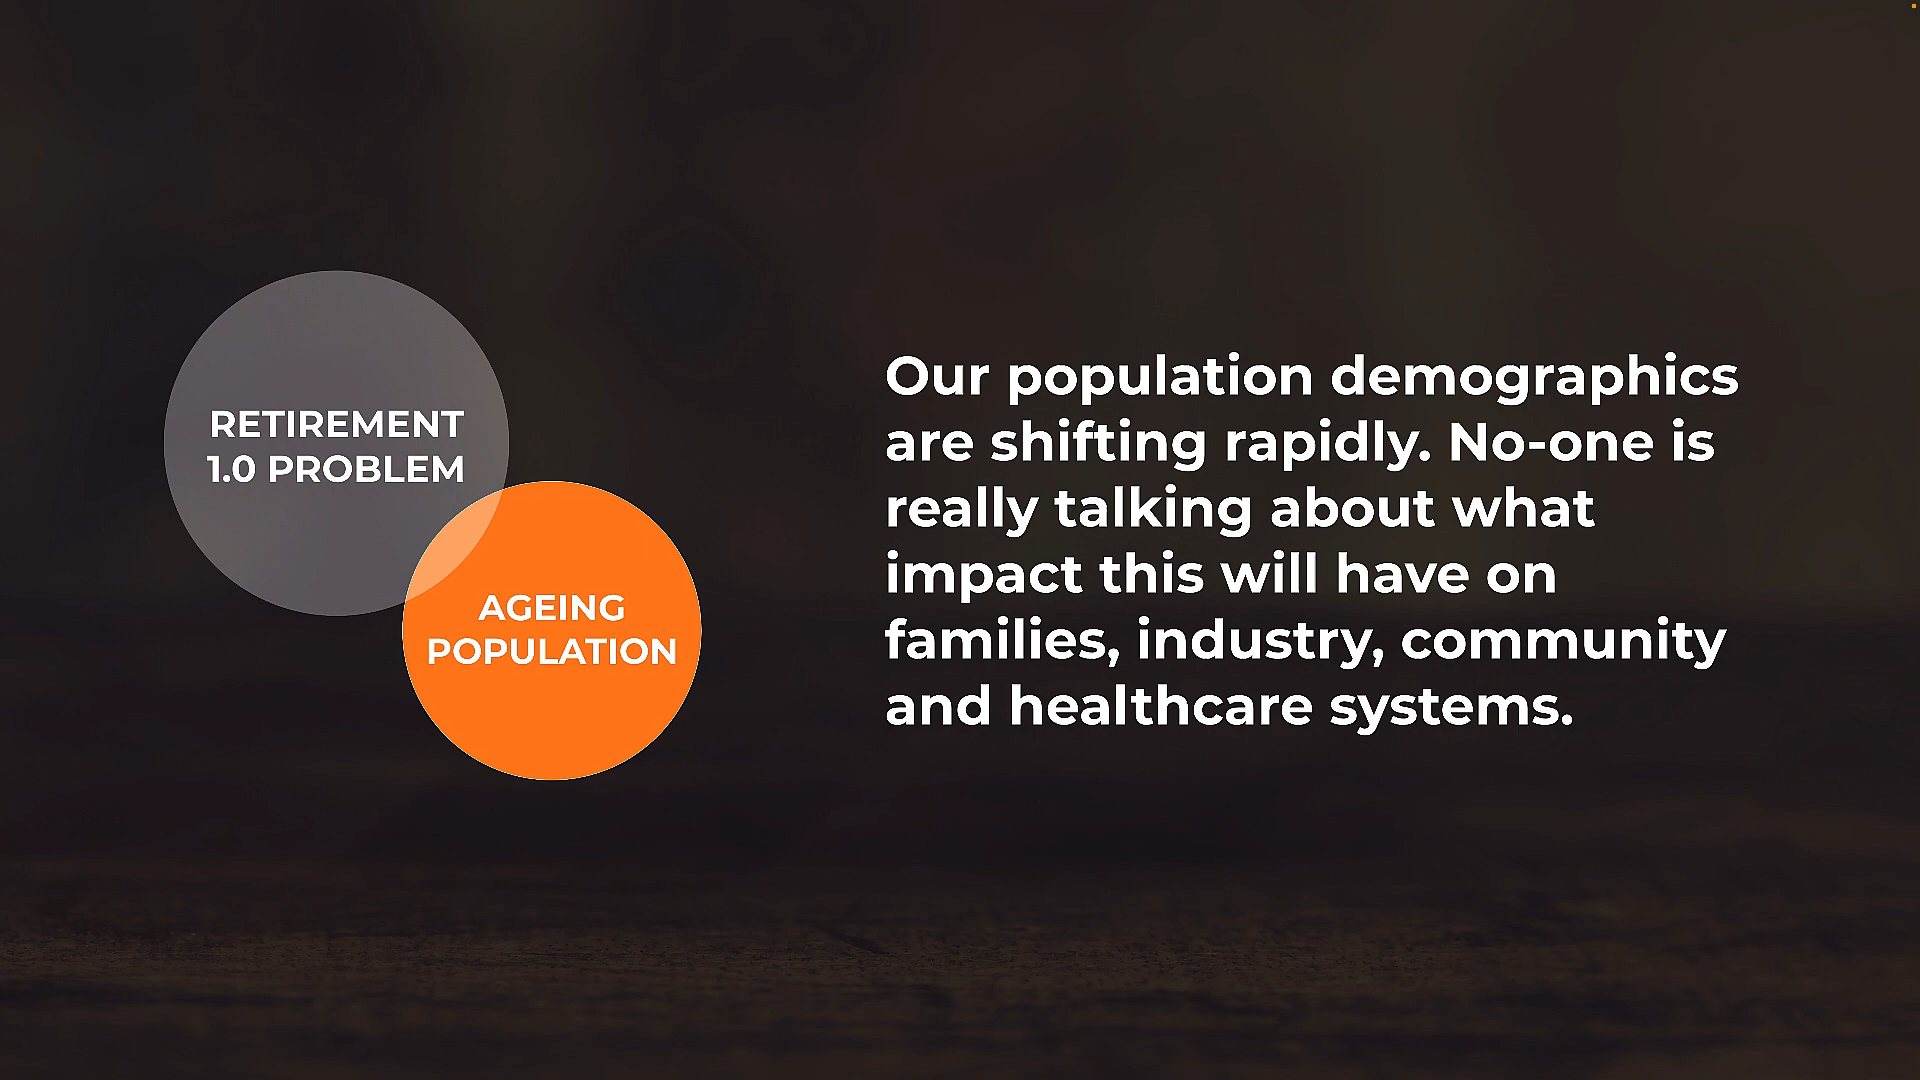 RETIREMENT
1.0 PROBLEM
AGEING
POPULATION
Our population demographics
are shifting rapidly. No-one is
really talking about what
impact this will have on
families, industry, community
and healthcare systems.